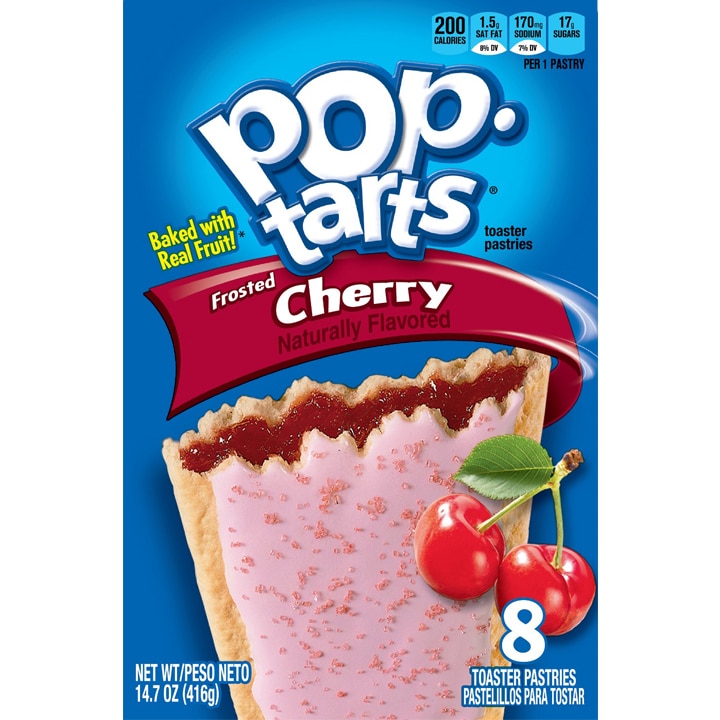 200 CALORIES
1.5g SAT FAT 8% DV
170mg SODIUM 7% DV
17g SUGARS
PER 1 PASTRY
pop.
tarts®
toaster
pastries
Baked with
Real Fruit!*
Frosted Cherry
Naturally Flavored
8
TOASTER PASTRIES
PASTELILLOS PARA TOSTAR
NET WT/PESO NETO
14.7 OZ (416g)